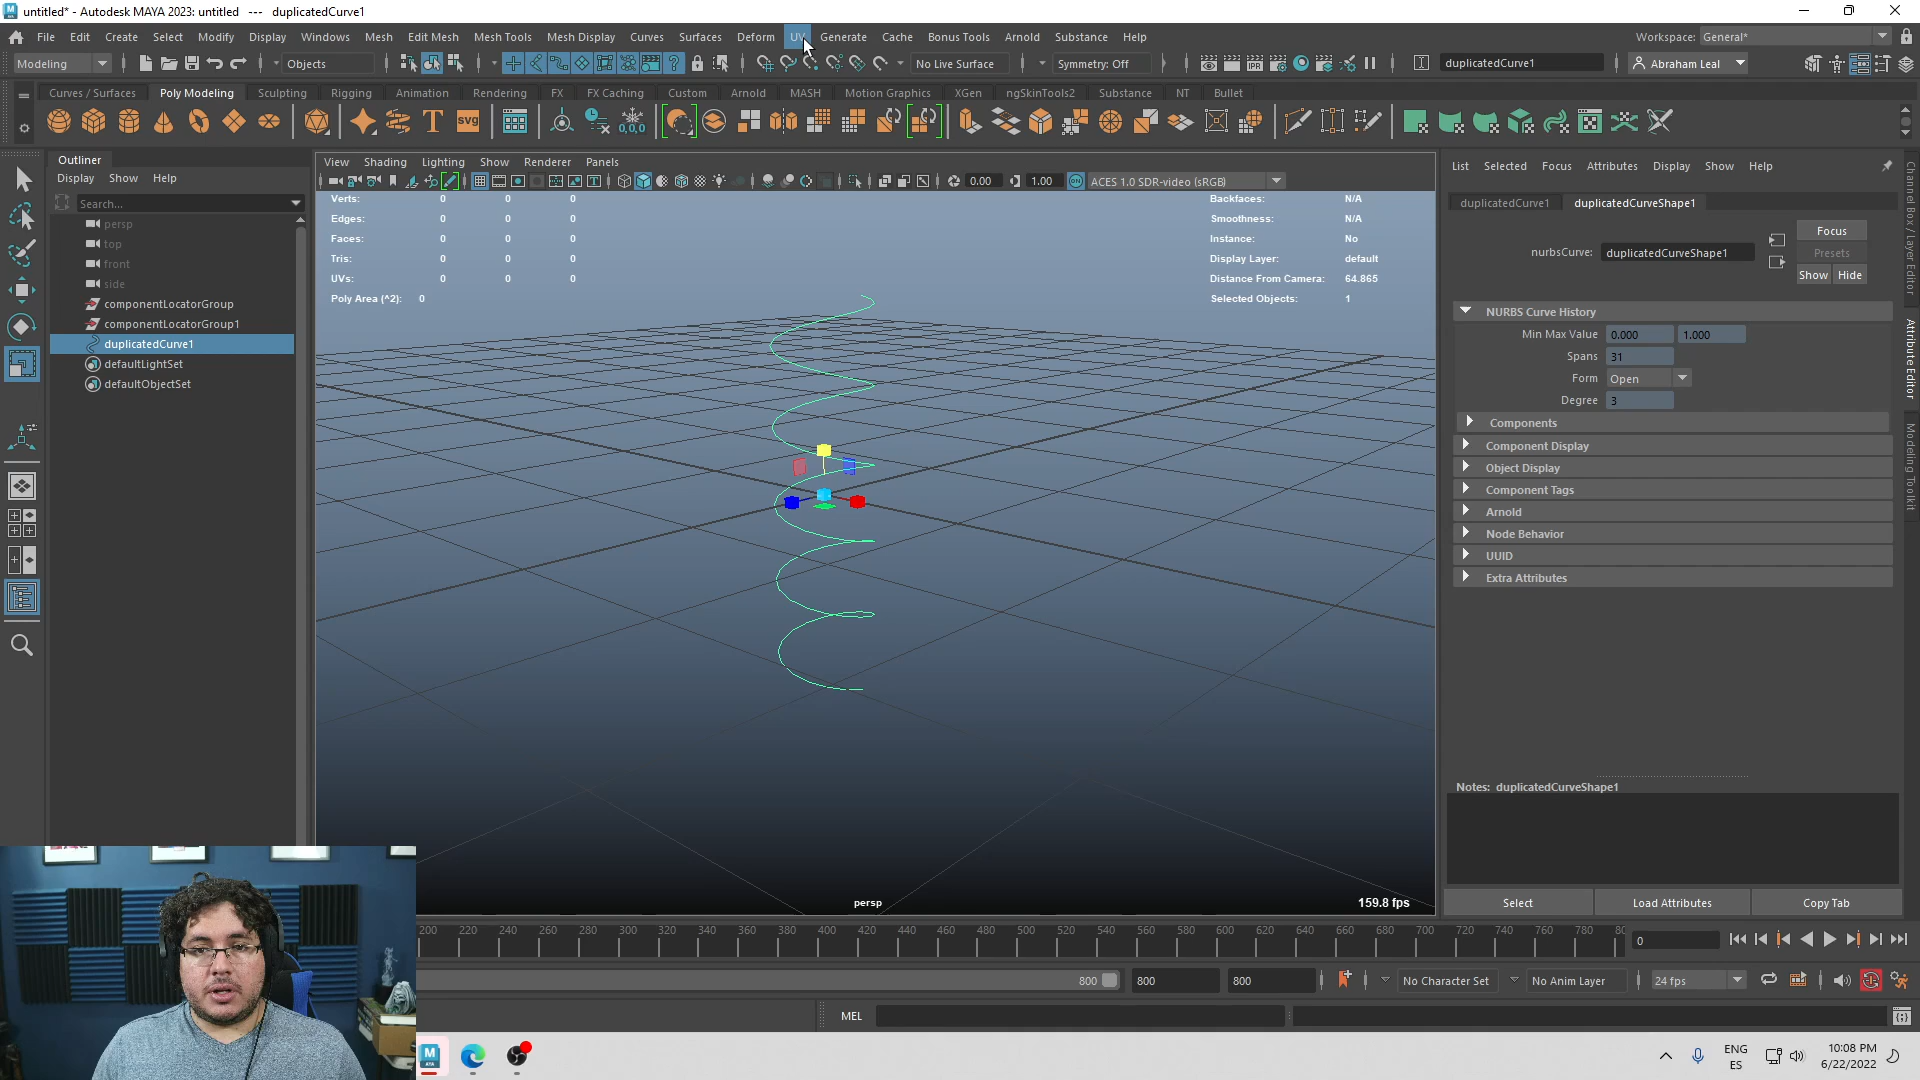 untitled* - Autodesk MAYA 2023: untitled --- duplicatedCurve1
File Edit Create Select Modify Display Windows Mesh Edit Mesh Mesh Tools Mesh Display Curves Surfaces Deform UV Generate Cache Bonus Tools Arnold Substance Help
Workspace: General*
Modeling
Objects
No Live Surface
Symmetry: Off
duplicatedCurve1
Abraham Leal
Curves / Surfaces Poly Modeling Sculpting Rigging Animation Rendering FX FX Caching Custom Arnold MASH Motion Graphics XGen ngSkinTools2 Substance NT Bullet
SVG
0,0,0
Outliner
Display Show Help
Search...
persp
top
front
side
componentLocatorGroup
componentLocatorGroup1
duplicatedCurve1
defaultLightSet
defaultObjectSet
View Shading Lighting Show Renderer Panels
0.00 1.00 ACES 1.0 SDR-video (sRGB)
Verts: 0 0 0
Edges: 0 0 0
Faces: 0 0 0
Tris: 0 0 0
UVs: 0 0 0
Poly Area (^2): 0
Backfaces: N/A
Smoothness: N/A
Instance: No
Display Layer: default
Distance From Camera: 64.865
Selected Objects: 1
persp
159.8 fps
List Selected Focus Attributes Display Show Help
duplicatedCurve1 duplicatedCurveShape1
nurbsCurve: duplicatedCurveShape1
Focus
Presets
Show Hide
NURBS Curve History
Min Max Value 0.000 1.000
Spans 31
Form Open
Degree 3
Components
Component Display
Object Display
Component Tags
Arnold
Node Behavior
UUID
Extra Attributes
Notes: duplicatedCurveShape1
Select Load Attributes Copy Tab
Channel Box / Layer Editor
Attribute Editor
Modeling Toolkit
200 220 240 260 280 300 320 340 360 380 400 420 440 460 480 500 520 540 560 580 600 620 640 660 680 700 720 740 760 780 80
0
800 800 800
No Character Set
No Anim Layer
24 fps
MEL
ENG
ES
10:08 PM
6/22/2022